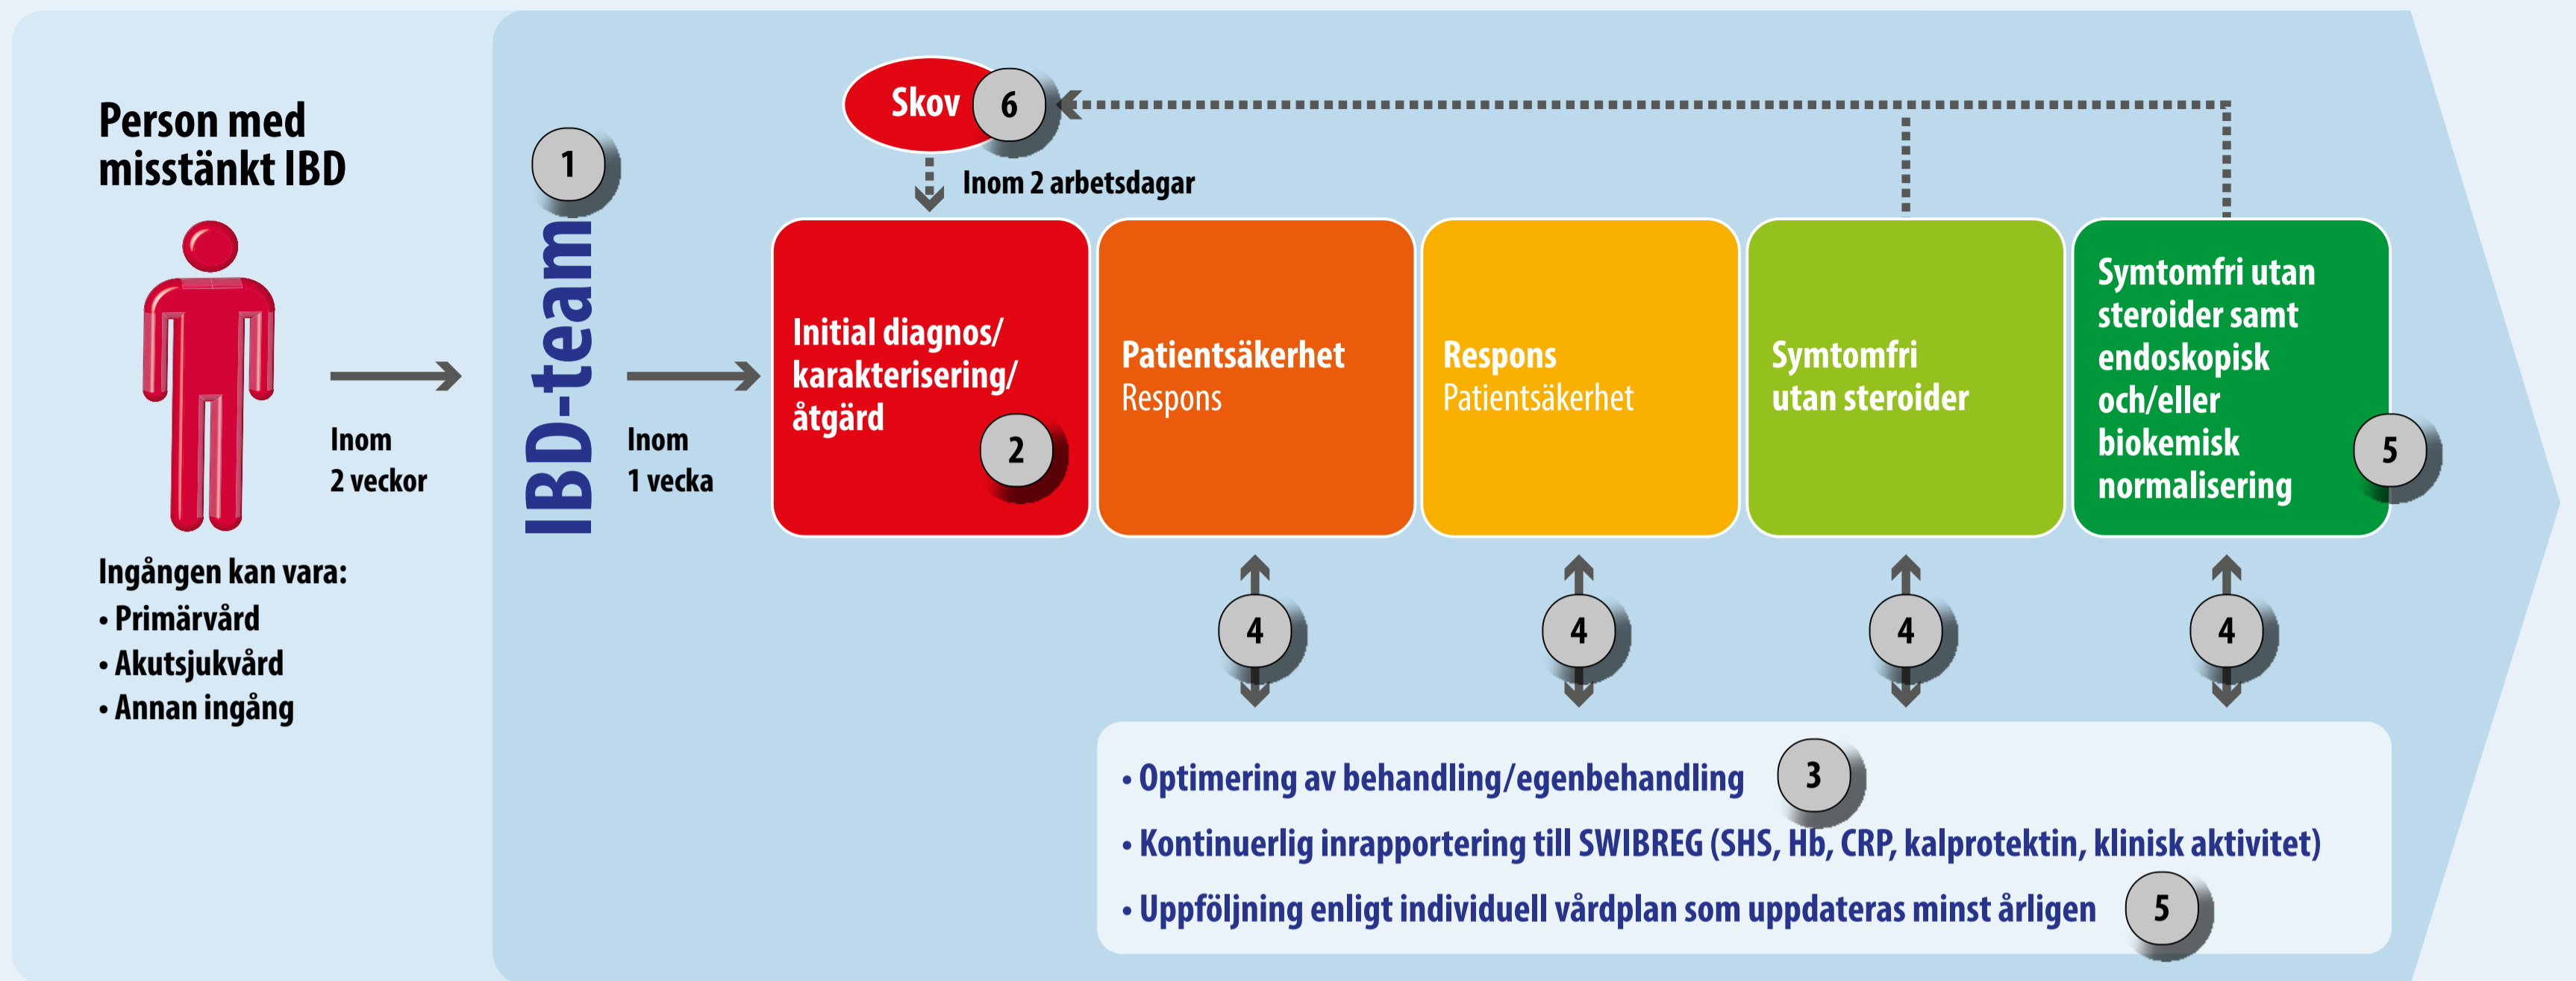 Person med
misstänkt IBD
Inom
2 veckor
Ingången kan vara:
• Primärvård
• Akutsjukvård
• Annan ingång
1
IBD-team
Inom
1 vecka
Skov
6
Inom 2 arbetsdagar
Initial diagnos/
karakterisering/
åtgärd
2
Patientsäkerhet
Respons
Respons
Patientsäkerhet
Symtomfri
utan steroider
Symtomfri utan
steroider samt
endoskopisk
och/eller
biokemisk
normalisering
5
4
4
4
4
• Optimering av behandling/egenbehandling
3
• Kontinuerlig inrapportering till SWIBREG (SHS, Hb, CRP, kalprotektin, klinisk aktivitet)
• Uppföljning enligt individuell vårdplan som uppdateras minst årligen
5